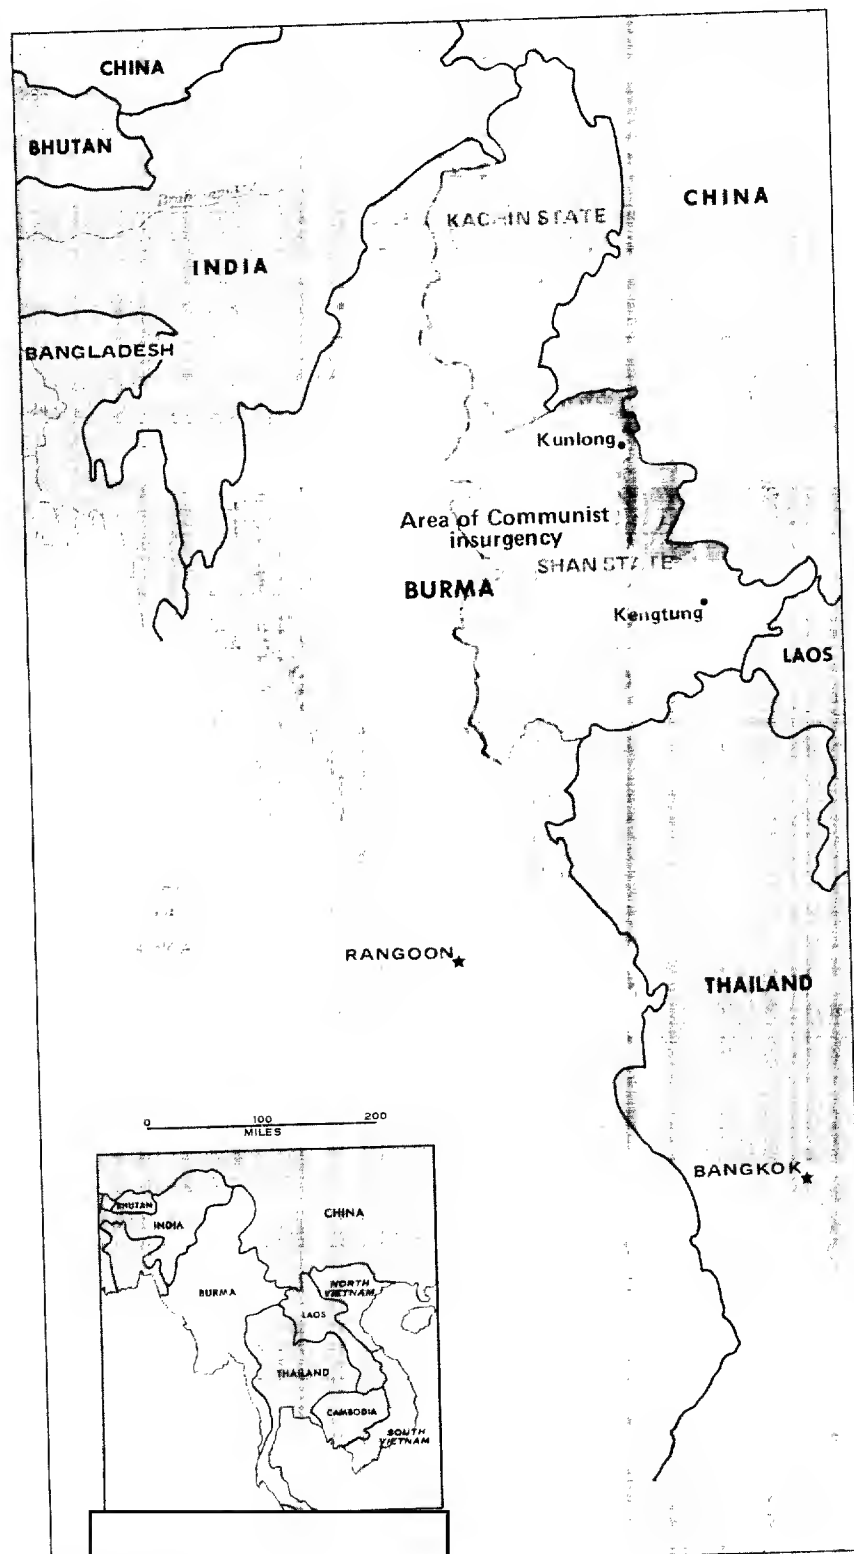 CHINA
BHUTAN
CHINA
KACHIN STATE
INDIA
BANGLADESH
Kunlong
Area of Communist
insurgency
SHAN STATE
BURMA
Kengtung
LAOS
RANGOON
THAILAND
0 100 200
MILES
BANGKOK
BHUTAN
INDIA
CHINA
BURMA
NORTH
VIETNAM
LAOS
THAILAND
CAMBODIA
SOUTH
VIETNAM